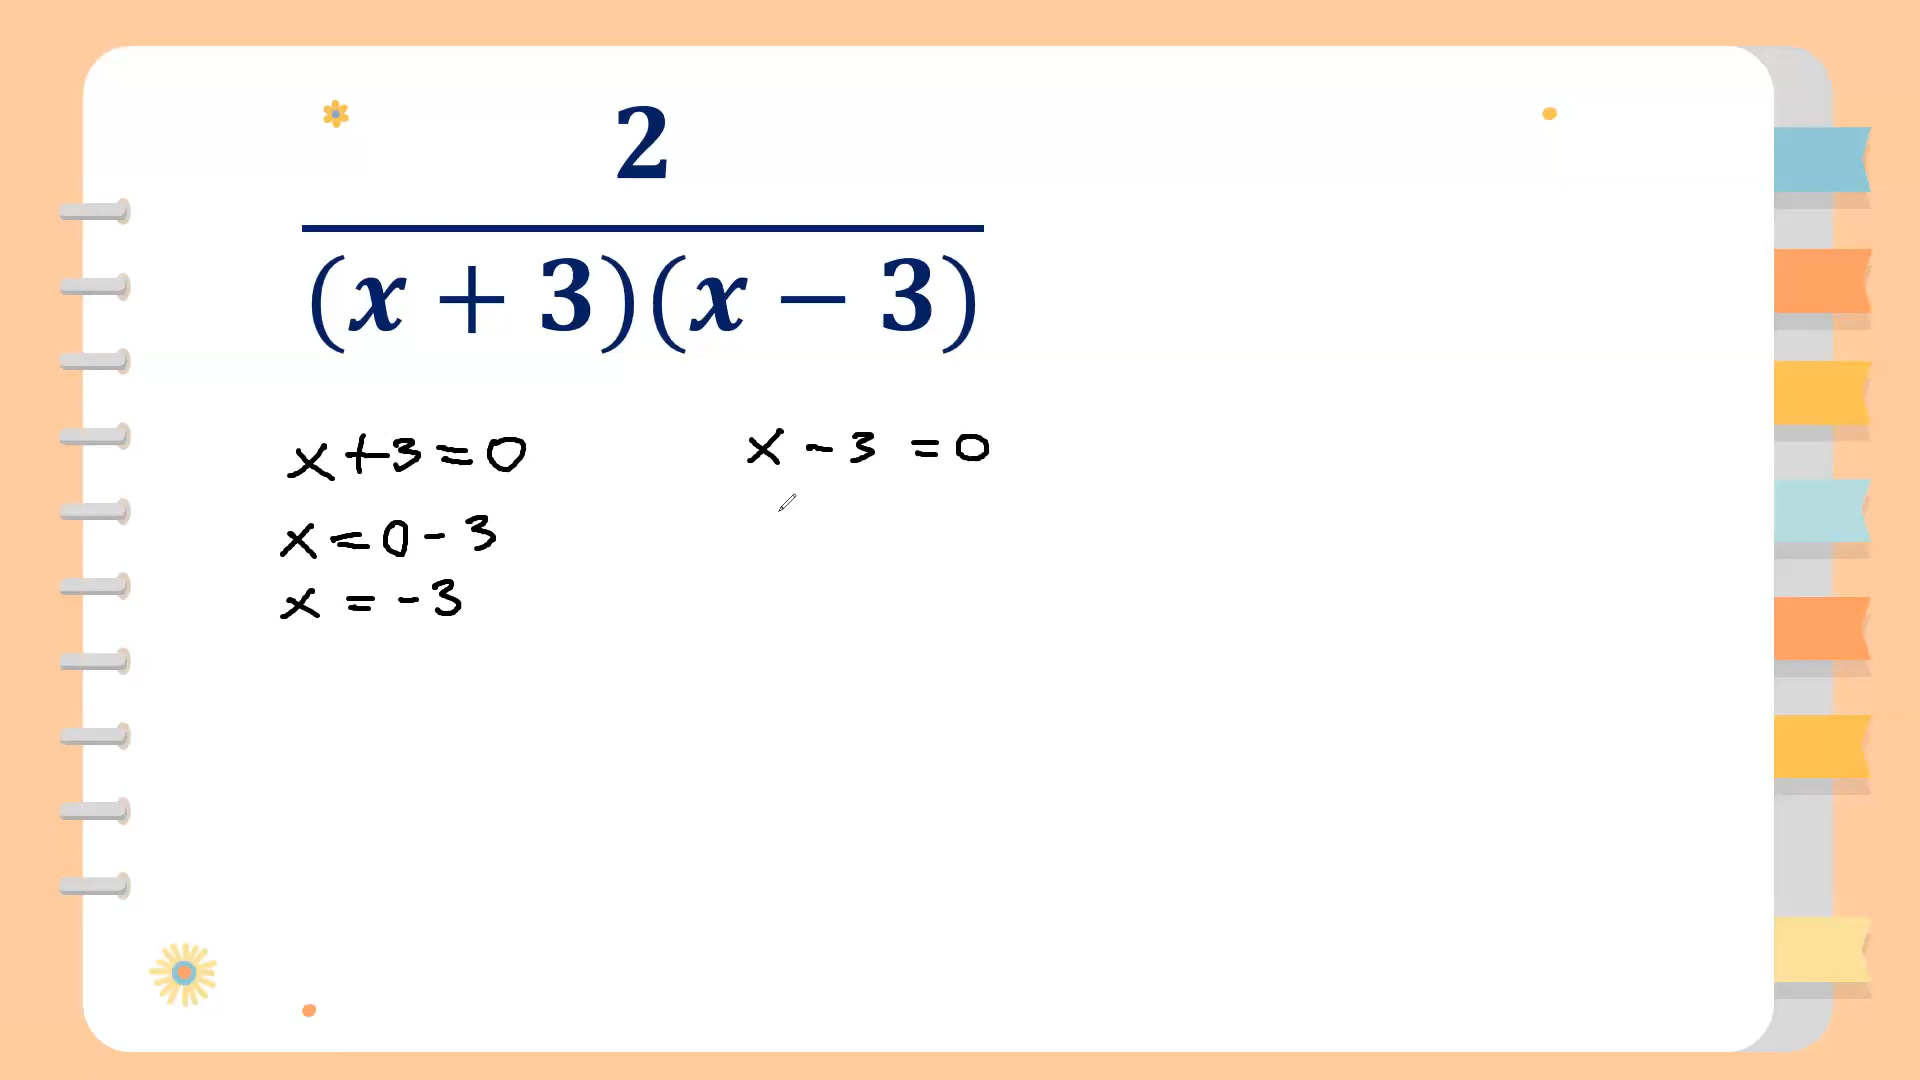 2
(x + 3)(x − 3)
x+3=0
x=0-3
x = -3
x - 3 = 0